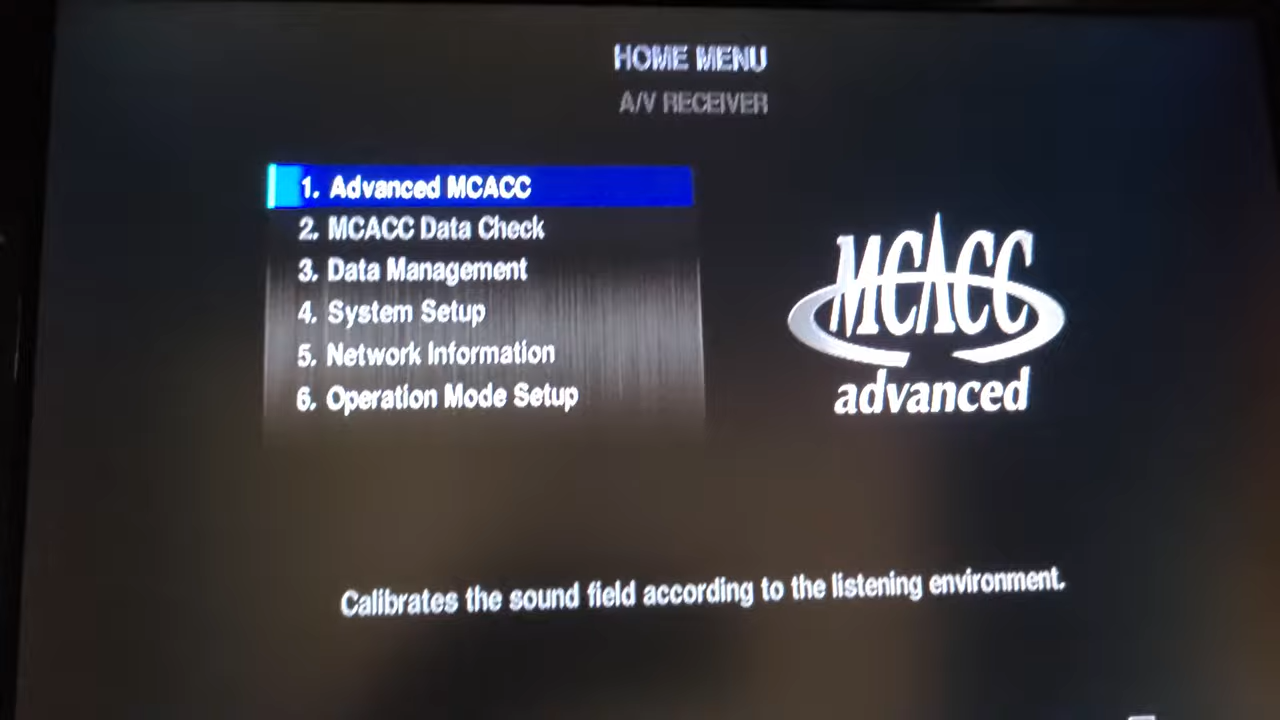 HOME MENU
A/V RECEIVER
1. Advanced MCACC
2. MCACC Data Check
3. Data Management
4. System Setup
5. Network Information
6. Operation Mode Setup
MCACC
advanced
Calibrates the sound field according to the listening environment.